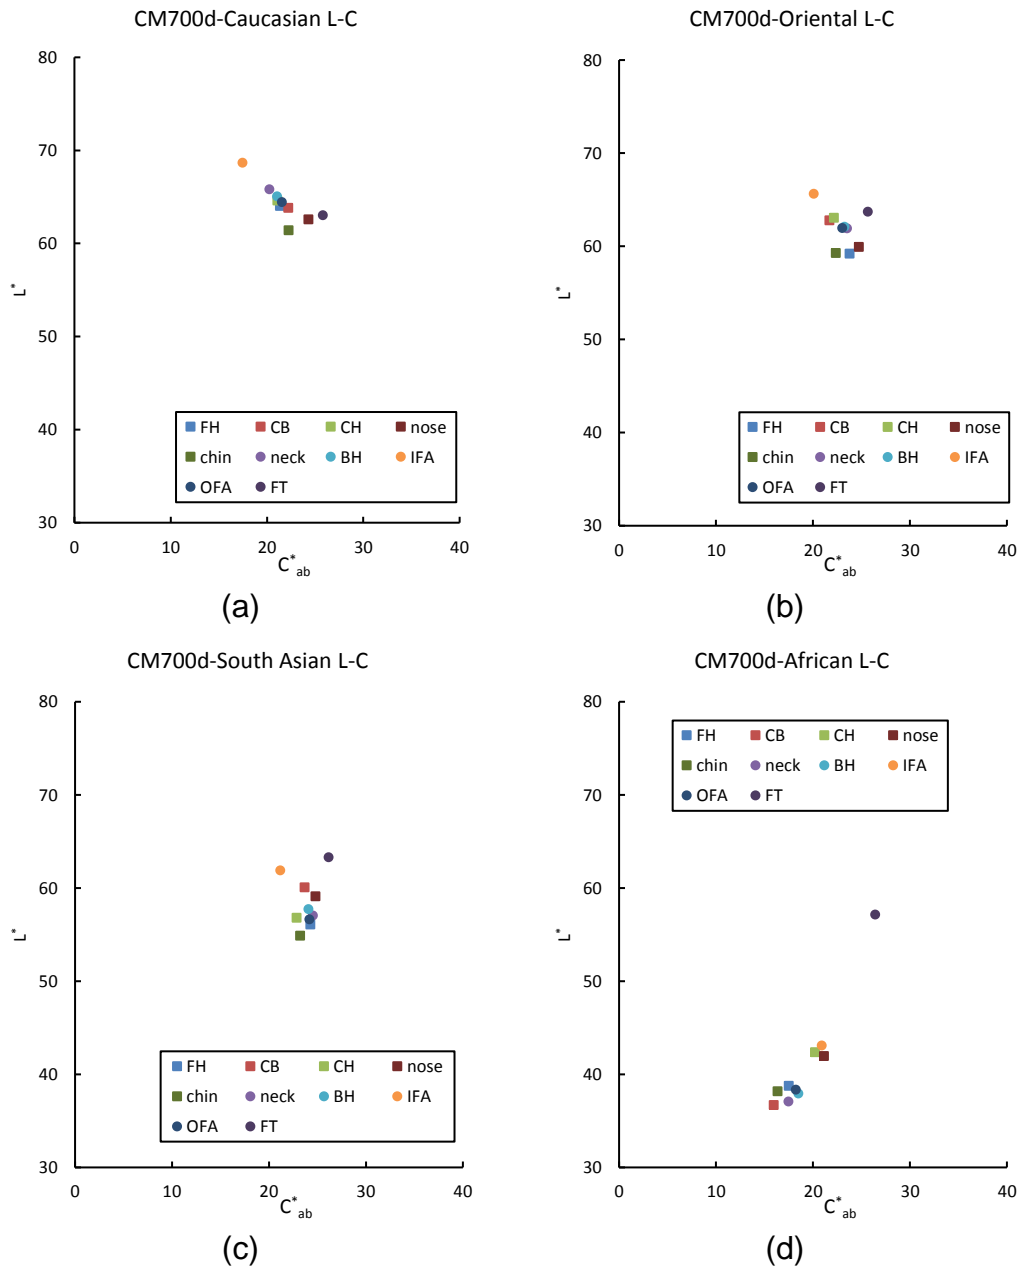 CM700d-Caucasian L-C
80
70
60
50
40
30
0 10 20 30 40
L*
C*ab
FH CB CH nose
chin neck BH IFA
OFA FT
(a)
CM700d-Oriental L-C
80
70
60
50
40
30
0 10 20 30 40
L*
C*ab
FH CB CH nose
chin neck BH IFA
OFA FT
(b)
CM700d-South Asian L-C
80
70
60
50
40
30
0 10 20 30 40
L*
C*ab
FH CB CH nose
chin neck BH IFA
OFA FT
(c)
CM700d-African L-C
80
70
60
50
40
30
0 10 20 30 40
L*
C*ab
FH CB CH nose
chin neck BH IFA
OFA FT
(d)